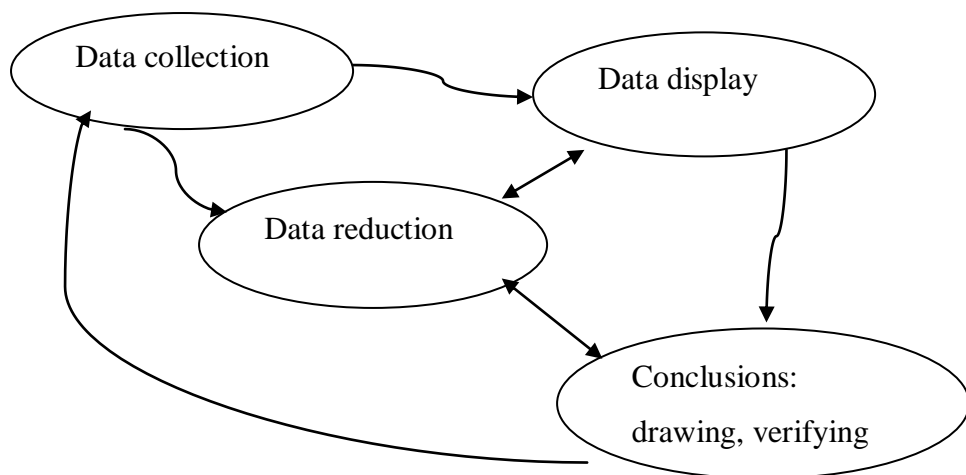 Data collection
Data display
Data reduction
Conclusions:
drawing, verifying